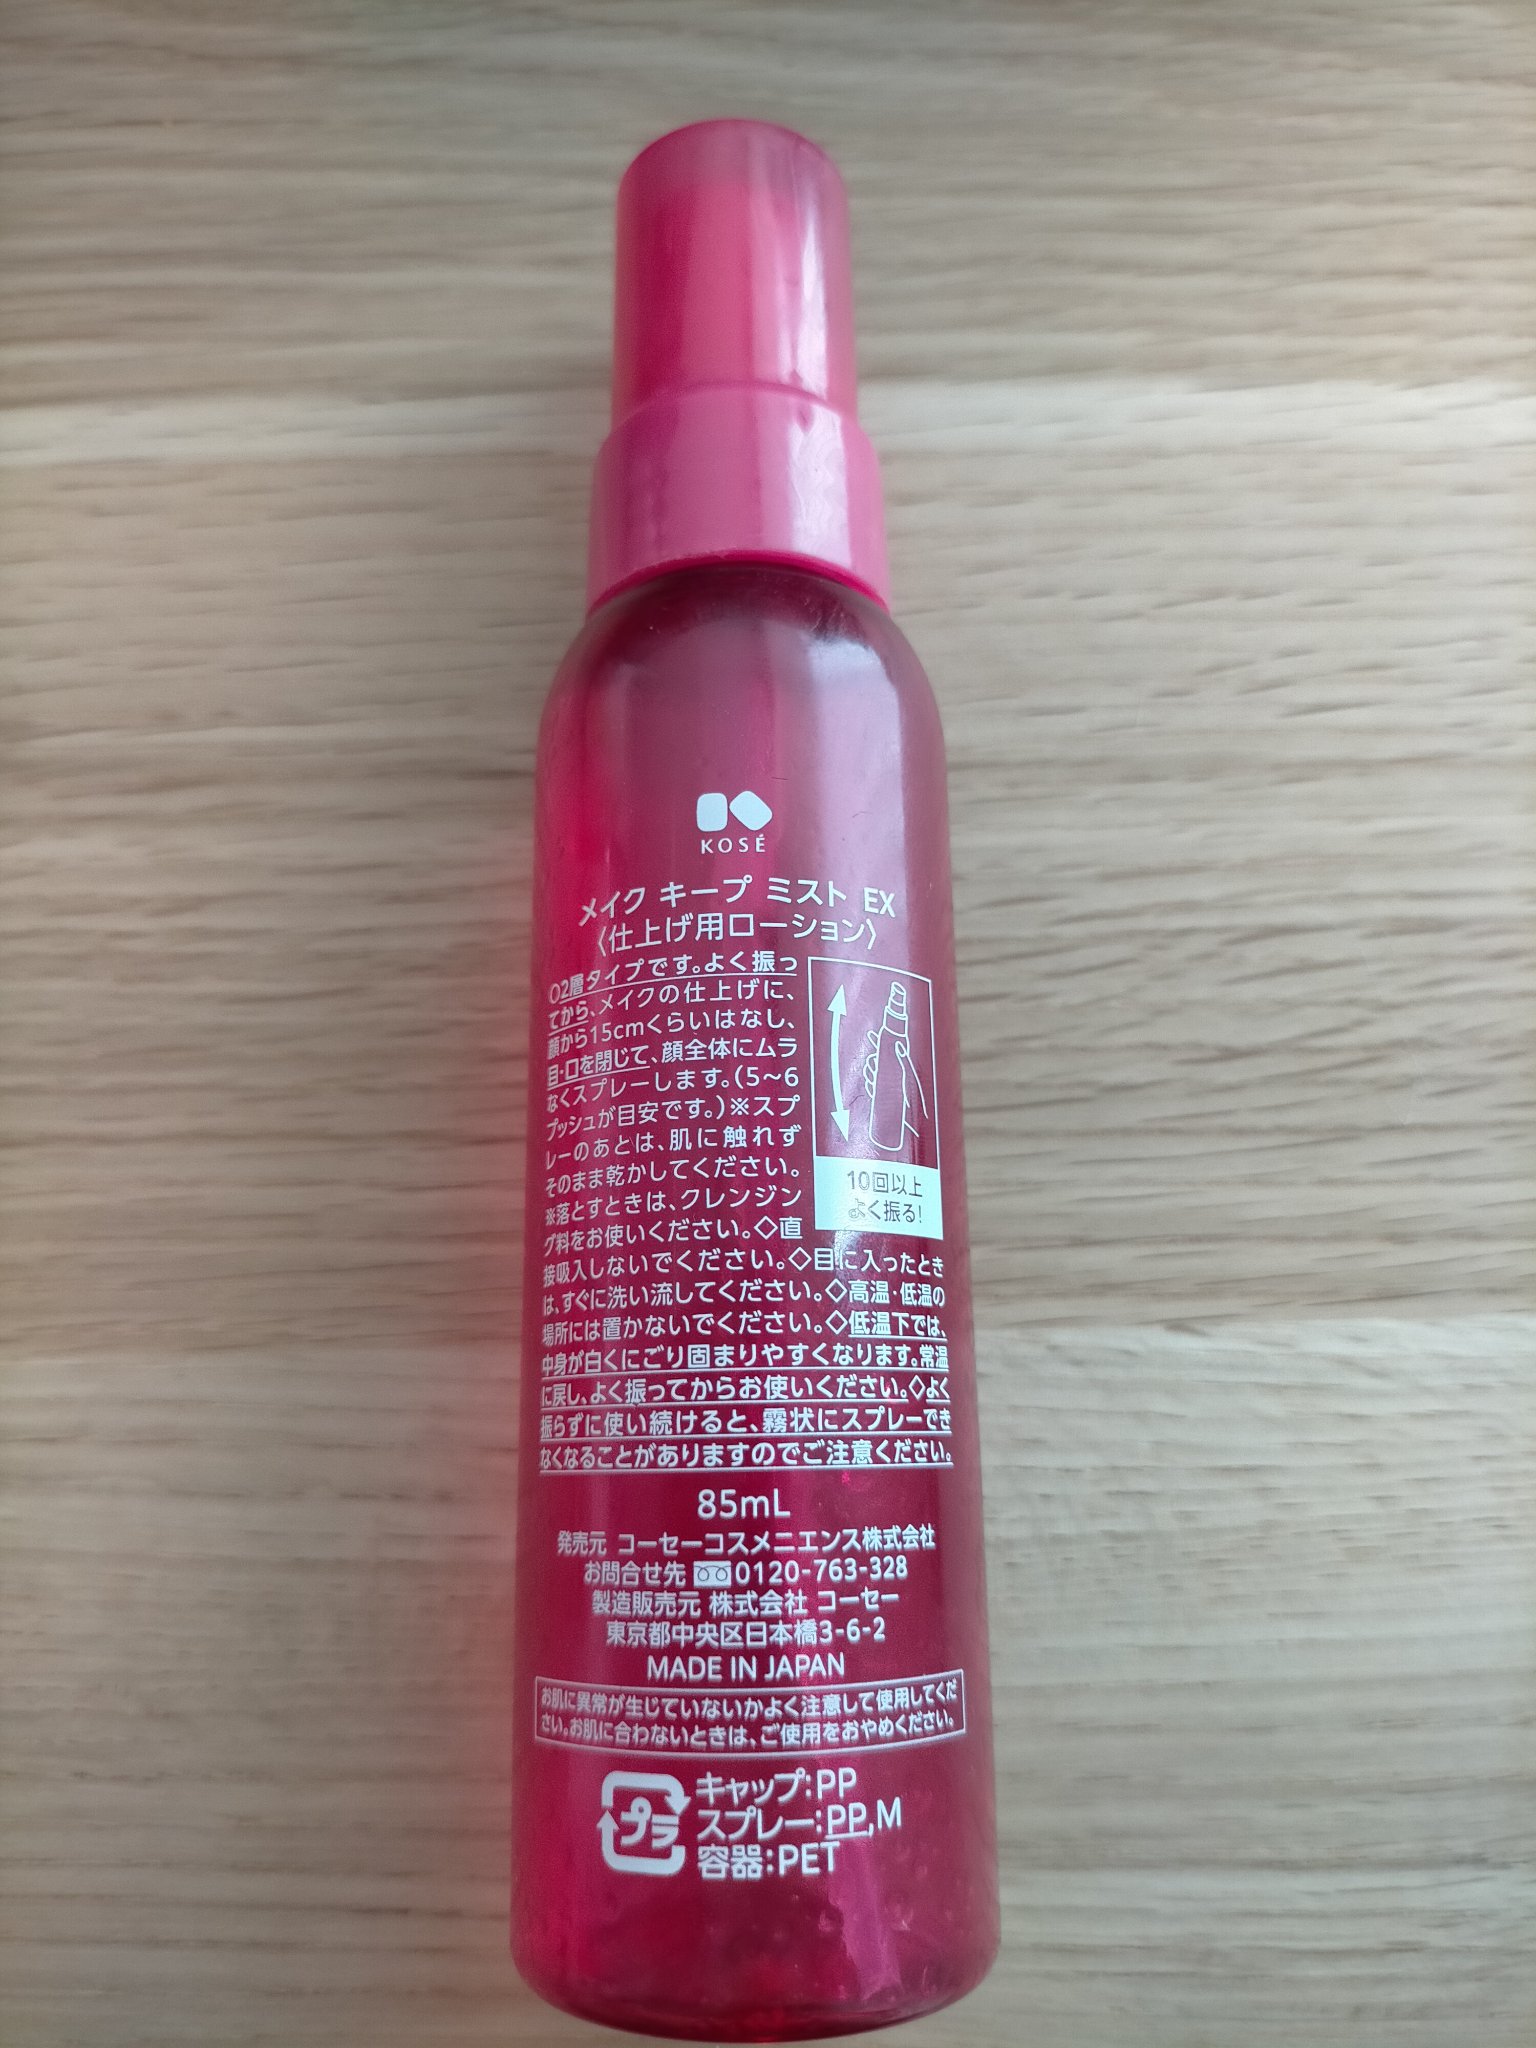 KOSÉ
メイク キープ ミスト EX
〈仕上げ用ローション〉
○2層タイプです。よく振っ
てから、メイクの仕上げに、
顔から15cmくらいはなし、
目・口を閉じて、顔全体にムラ
なくスプレーします。(5~6
プッシュが目安です。)※スプ
レーのあとは、肌に触れず
そのまま乾かしてください。
※落とすときは、クレンジン
グ料をお使いください。◇直
10回以上
よく振る!
接吸入しないでください。◇目に入ったとき
は、すぐに洗い流してください。◇高温・低温の
場所には置かないでください。◇低温下では、
中身が白くにごり固まりやすくなります。常温
に戻し、よく振ってからお使いください。◇よく
振らずに使い続けると、霧状にスプレーでき
なくなることがありますのでご注意ください。
85mL
発売元 コーセーコスメニエンス株式会社
お問合せ先 0120-763-328
製造販売元 株式会社 コーセー
東京都中央区日本橋3-6-2
MADE IN JAPAN
お肌に異常が生じていないかよく注意して使用してくだ
さい。お肌に合わないときは、ご使用をおやめください。
プラ
キャップ:PP
スプレー:PP,M
容器:PET